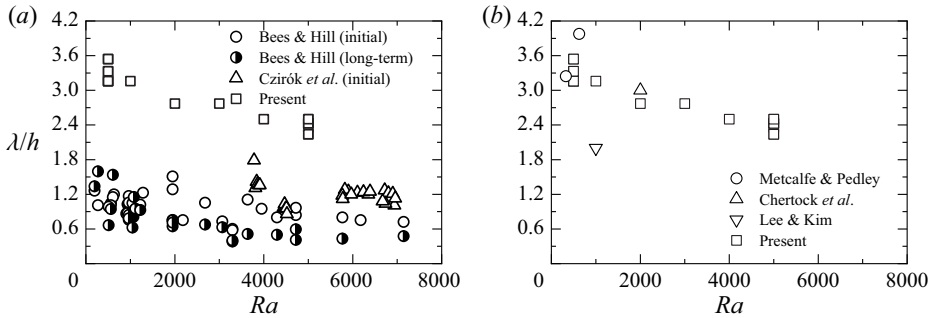 (a)
4.2
3.6
3.0
2.4
1.8
1.2
0.6
λ/h
0 2000 4000 6000 8000
Ra
Bees & Hill (initial)
Bees & Hill (long-term)
Czirók et al. (initial)
Present
(b)
4.2
3.6
3.0
2.4
1.8
1.2
0.6
0 2000 4000 6000 8000
Ra
Metcalfe & Pedley
Chertock et al.
Lee & Kim
Present